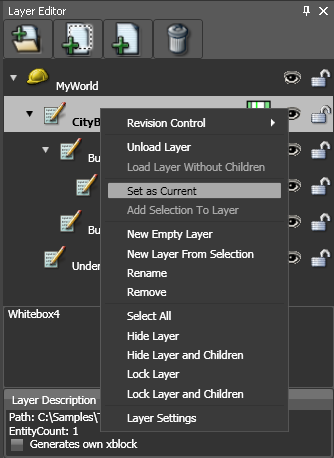 Layer Editor
MyWorld
CityB
Bu
Bu
Under
Revision Control
Unload Layer
Load Layer Without Children
Set as Current
Add Selection To Layer
New Empty Layer
New Layer From Selection
Rename
Remove
Select All
Hide Layer
Hide Layer and Children
Lock Layer
Lock Layer and Children
Layer Settings
Whitebox4
Layer Description
Path: C:\Samples\T
EntityCount: 1
Generates own xblock